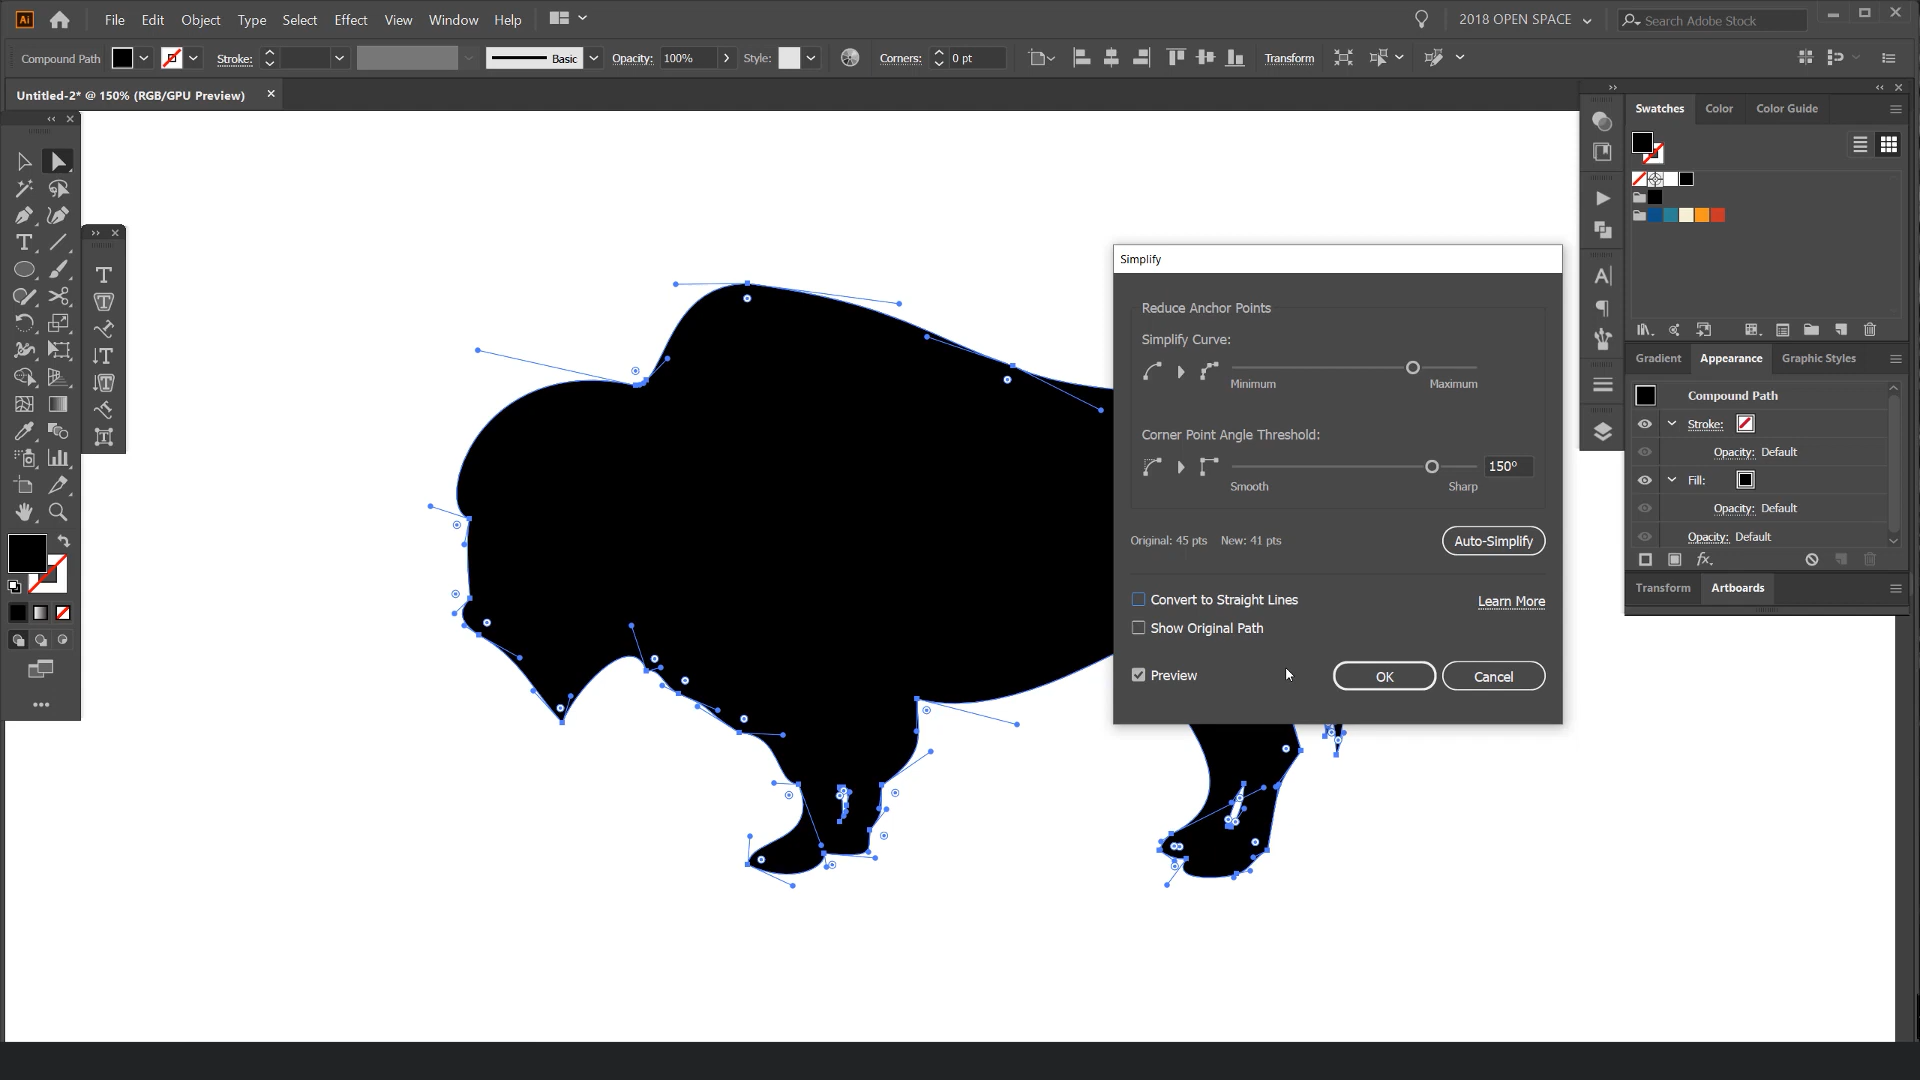 Ai File Edit Object Type Select Effect View Window Help 2018 OPEN SPACE Search Adobe Stock
Compound Path Stroke: Basic Opacity: 100% Style: Corners: 0 pt Transform
Untitled-2* @ 150% (RGB/GPU Preview)
Swatches Color Color Guide
Simplify
Reduce Anchor Points
Simplify Curve:
Minimum Maximum
Corner Point Angle Threshold:
150°
Smooth Sharp
Original: 45 pts New: 41 pts Auto-Simplify
Convert to Straight Lines Learn More
Show Original Path
Preview OK Cancel
Gradient Appearance Graphic Styles
Compound Path
Stroke:
Opacity: Default
Fill:
Opacity: Default
Opacity: Default
fx
Transform Artboards